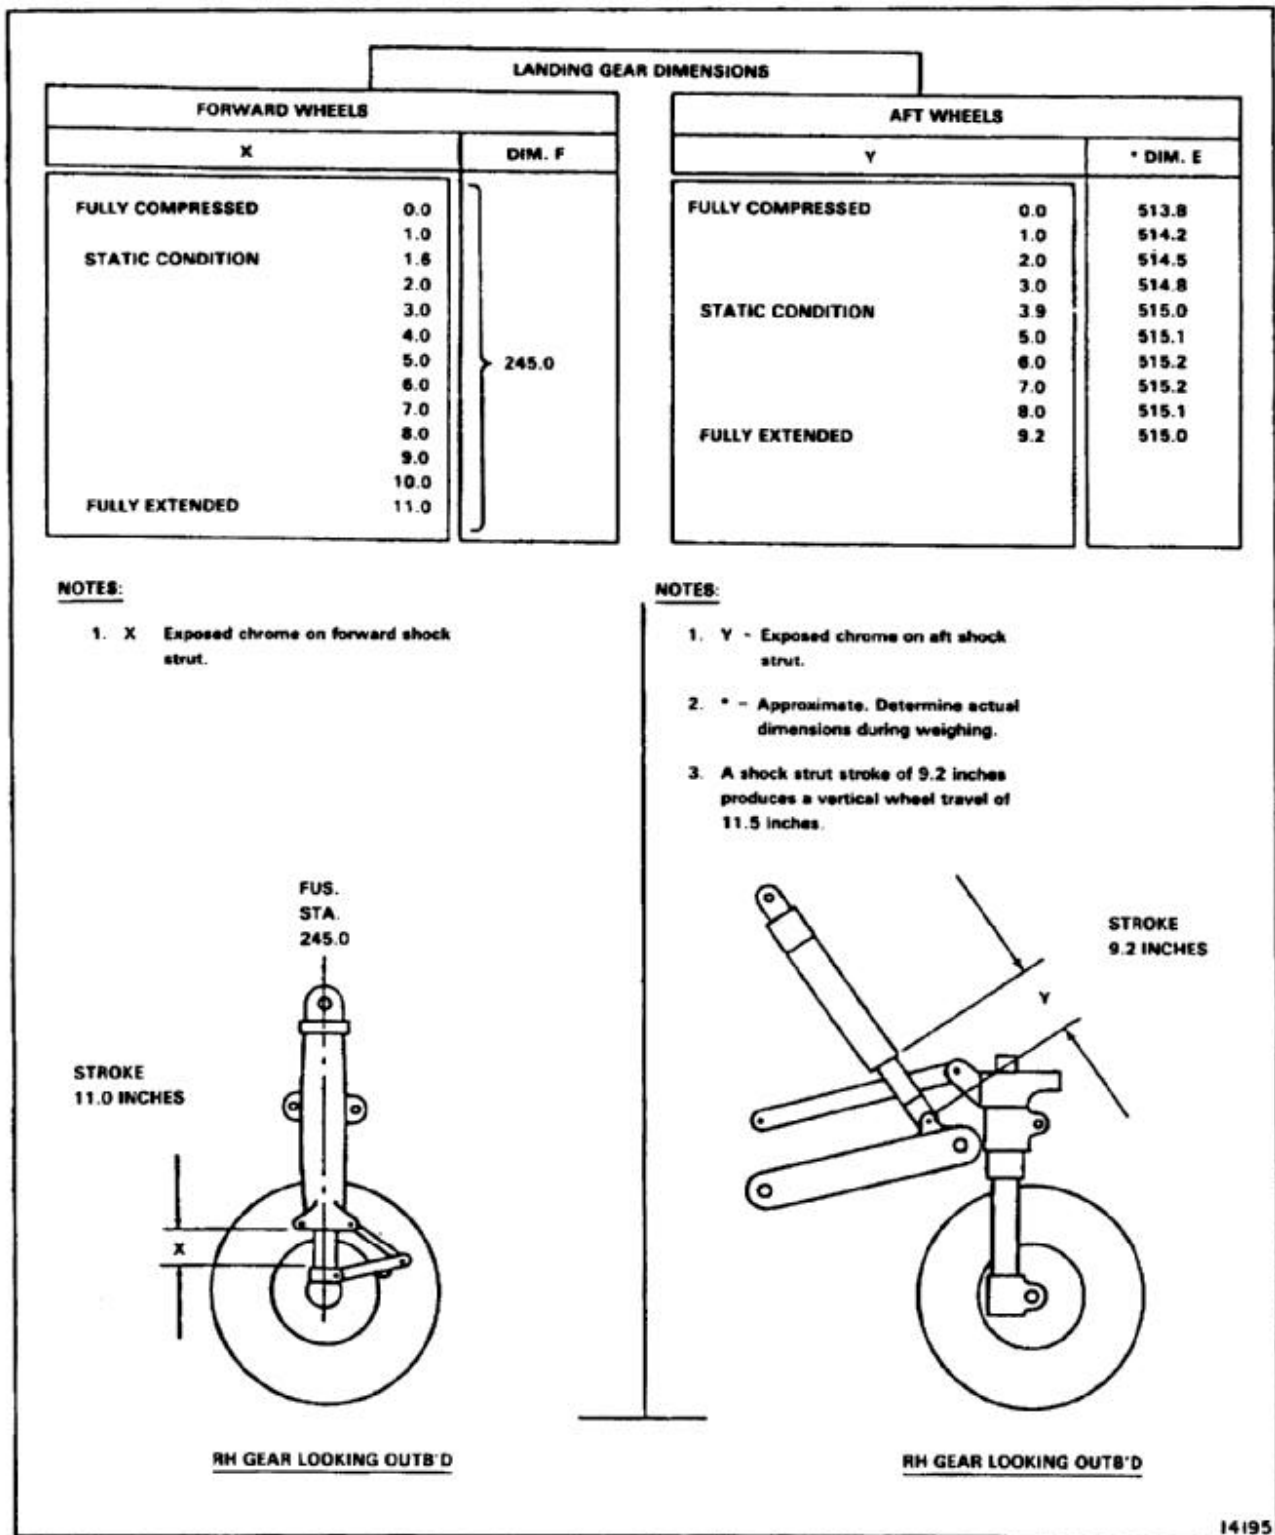 LANDING GEAR DIMENSIONS
FORWARD WHEELS
X DIM. F
FULLY COMPRESSED 0.0
1.0
STATIC CONDITION 1.6
2.0
3.0
4.0
5.0 245.0
6.0
7.0
8.0
9.0
10.0
FULLY EXTENDED 11.0
AFT WHEELS
Y * DIM. E
FULLY COMPRESSED 0.0 513.8
1.0 514.2
2.0 514.5
3.0 514.8
STATIC CONDITION 3.9 515.0
5.0 515.1
6.0 515.2
7.0 515.2
8.0 515.1
FULLY EXTENDED 9.2 515.0
NOTES:
1. X Exposed chrome on forward shock
strut.
NOTES:
1. Y - Exposed chrome on aft shock
strut.
2. * - Approximate. Determine actual
dimensions during weighing.
3. A shock strut stroke of 9.2 inches
produces a vertical wheel travel of
11.5 inches.
FUS.
STA.
245.0
STROKE
11.0 INCHES
X
RH GEAR LOOKING OUTB'D
STROKE
9.2 INCHES
Y
RH GEAR LOOKING OUTB'D
14195